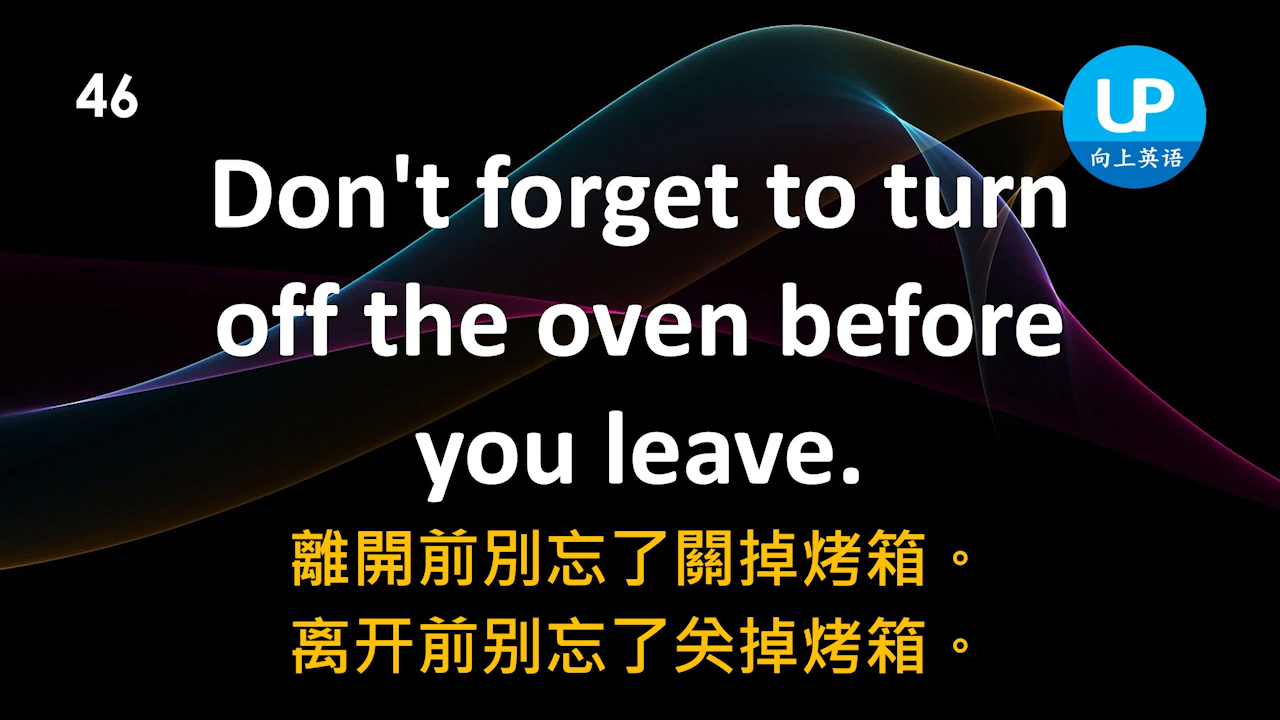 46
UP
向上英语
Don't forget to turn
off the oven before
you leave.
離開前別忘了關掉烤箱。
离开前别忘了关掉烤箱。